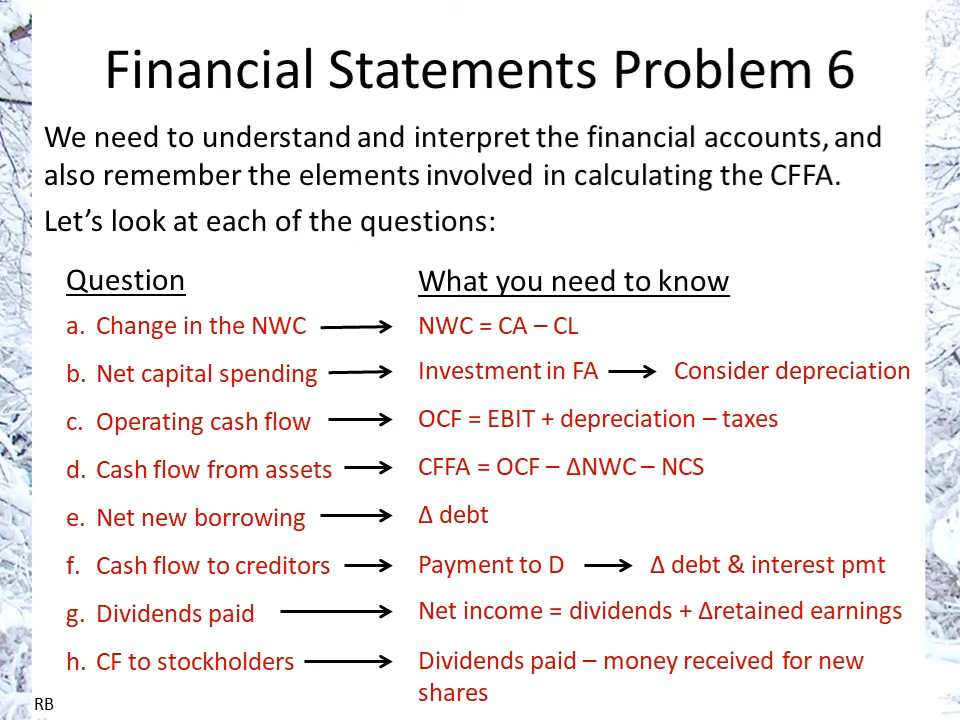 Financial Statements Problem 6
We need to understand and interpret the financial accounts, and
also remember the elements involved in calculating the CFFA.
Let’s look at each of the questions:
Question
What you need to know
a. Change in the NWC
NWC = CA – CL
b. Net capital spending
Investment in FA
Consider depreciation
c. Operating cash flow
OCF = EBIT + depreciation – taxes
d. Cash flow from assets
CFFA = OCF – ΔNWC – NCS
e. Net new borrowing
Δ debt
f. Cash flow to creditors
Payment to D
Δ debt & interest pmt
g. Dividends paid
Net income = dividends + Δretained earnings
h. CF to stockholders
Dividends paid – money received for new
shares
RB